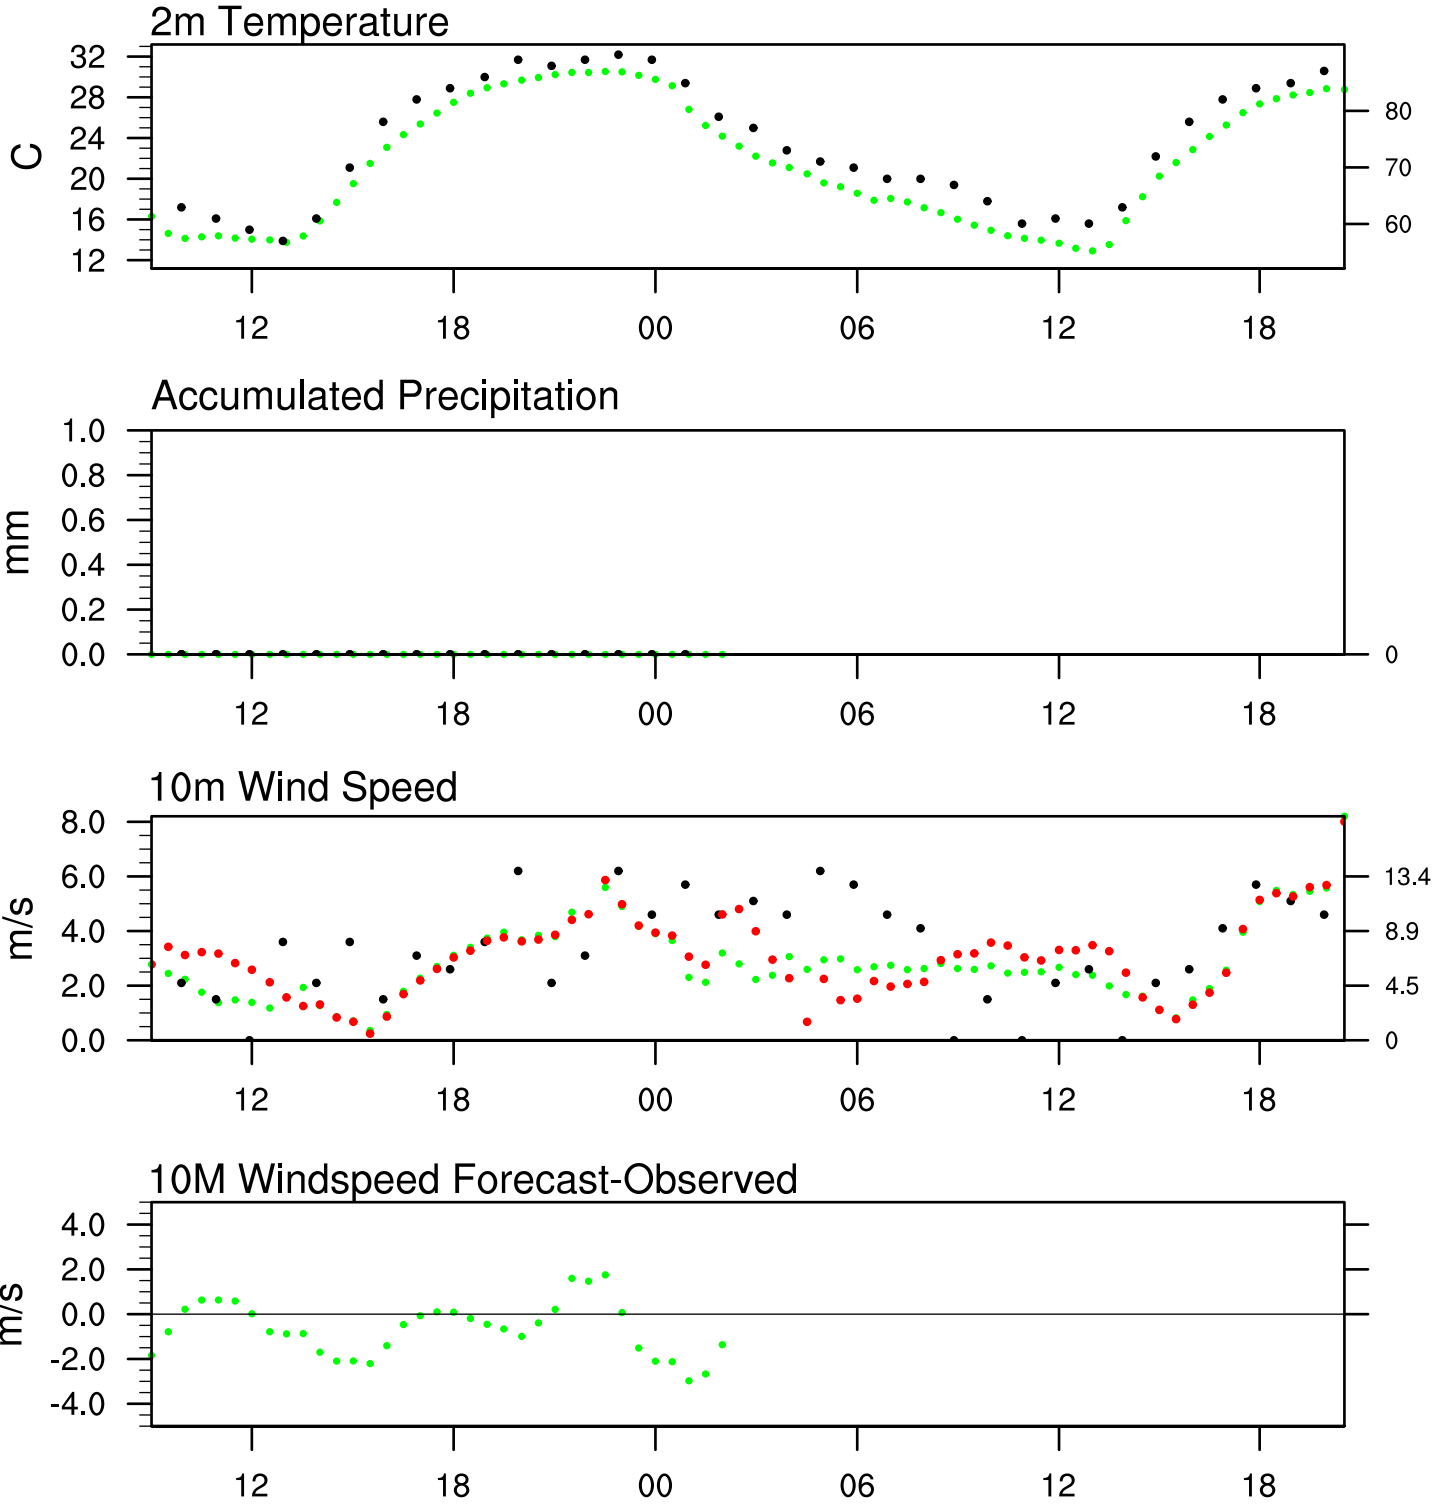 2m Temperature
32
28
24
20
16
12
C
80
70
60
12 18 00 06 12 18
Accumulated Precipitation
1.0
0.8
0.6
0.4
0.2
0.0
mm
0
12 18 00 06 12 18
10m Wind Speed
8.0
6.0
4.0
2.0
0.0
m/s
13.4
8.9
4.5
0
12 18 00 06 12 18
10M Windspeed Forecast-Observed
4.0
2.0
0.0
-2.0
-4.0
m/s
12 18 00 06 12 18